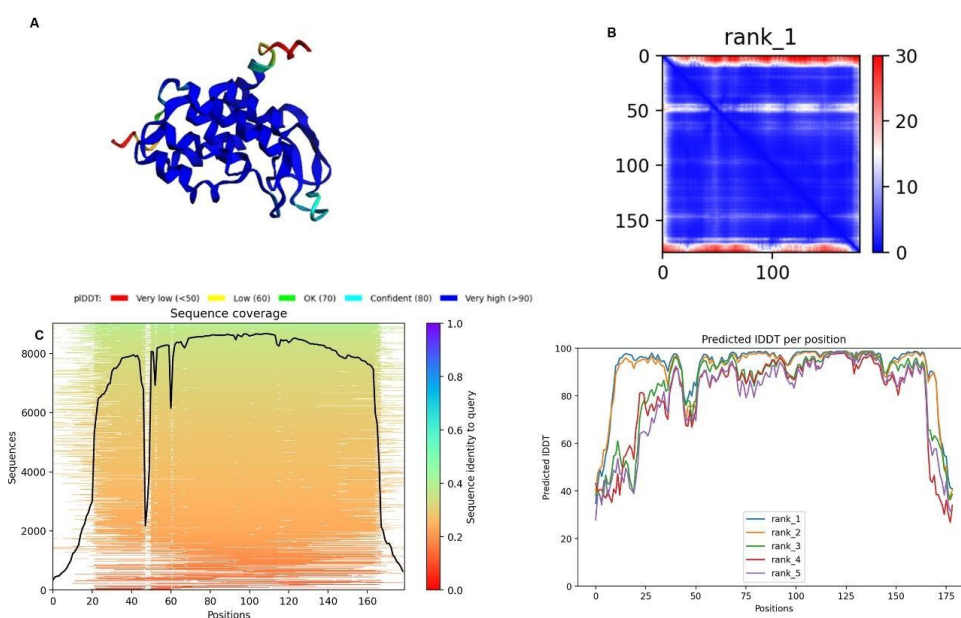 A
B
rank_1
0
50
100
150
0
100
30
20
10
0
plDDT:
Very low (<50)
Low (60)
OK (70)
Confident (80)
Very high (>90)
C
Sequence coverage
Sequences
8000
6000
4000
2000
0
0
20
40
60
80
100
120
140
160
Positions
1.0
0.8
0.6
0.4
0.2
0.0
Sequence identity to query
Predicted lDDT per position
Predicted lDDT
100
80
60
40
20
0
0
25
50
75
100
125
150
175
Positions
rank_1
rank_2
rank_3
rank_4
rank_5